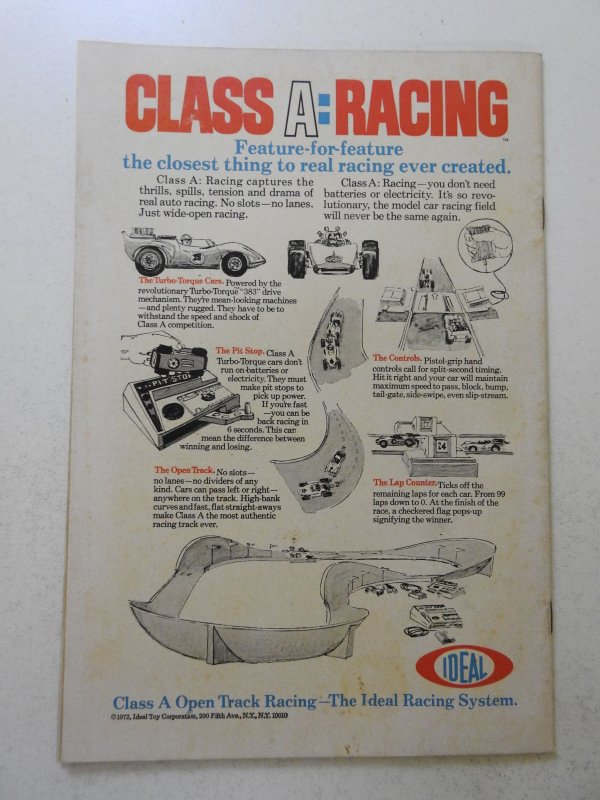 CLASS A: RACING™
Feature-for-feature
the closest thing to real racing ever created.
Class A: Racing captures the
thrills, spills, tension and drama of
real auto racing. No slots—no lanes.
Just wide-open racing.
Class A: Racing—you don't need
batteries or electricity. It's so revo-
lutionary, the model car racing field
will never be the same again.
The Turbo-Torque Cars. Powered by the
revolutionary Turbo-Torque™ "383" drive
mechanism. They're mean-looking machines
—and plenty rugged. They have to be to
withstand the speed and shock of
Class A competition.
The Pit Stop. Class A
Turbo-Torque cars don't
run on batteries or
electricity. They must
make pit stops to
pick up power.
If you're fast
—you can be
back racing in
6 seconds. This can
mean the difference between
winning and losing.
PIT STOP
The Controls. Pistol-grip hand
controls call for split-second timing.
Hit it right and your car will maintain
maximum speed to pass, block, bump,
tail-gate, side-swipe, even slip-stream.
24
The Open Track. No slots—
no lanes—no dividers of any
kind. Cars can pass left or right—
anywhere on the track. High-bank
curves and fast, flat straight-aways
make Class A the most authentic
racing track ever.
The Lap Counter. Ticks off the
remaining laps for each car. From 99
laps down to 0. At the finish of the
race, a checkered flag pops-up
signifying the winner.
IDEAL
Class A Open Track Racing—The Ideal Racing System.
©1972, Ideal Toy Corporation, 200 Fifth Ave., N.Y., N.Y. 10010